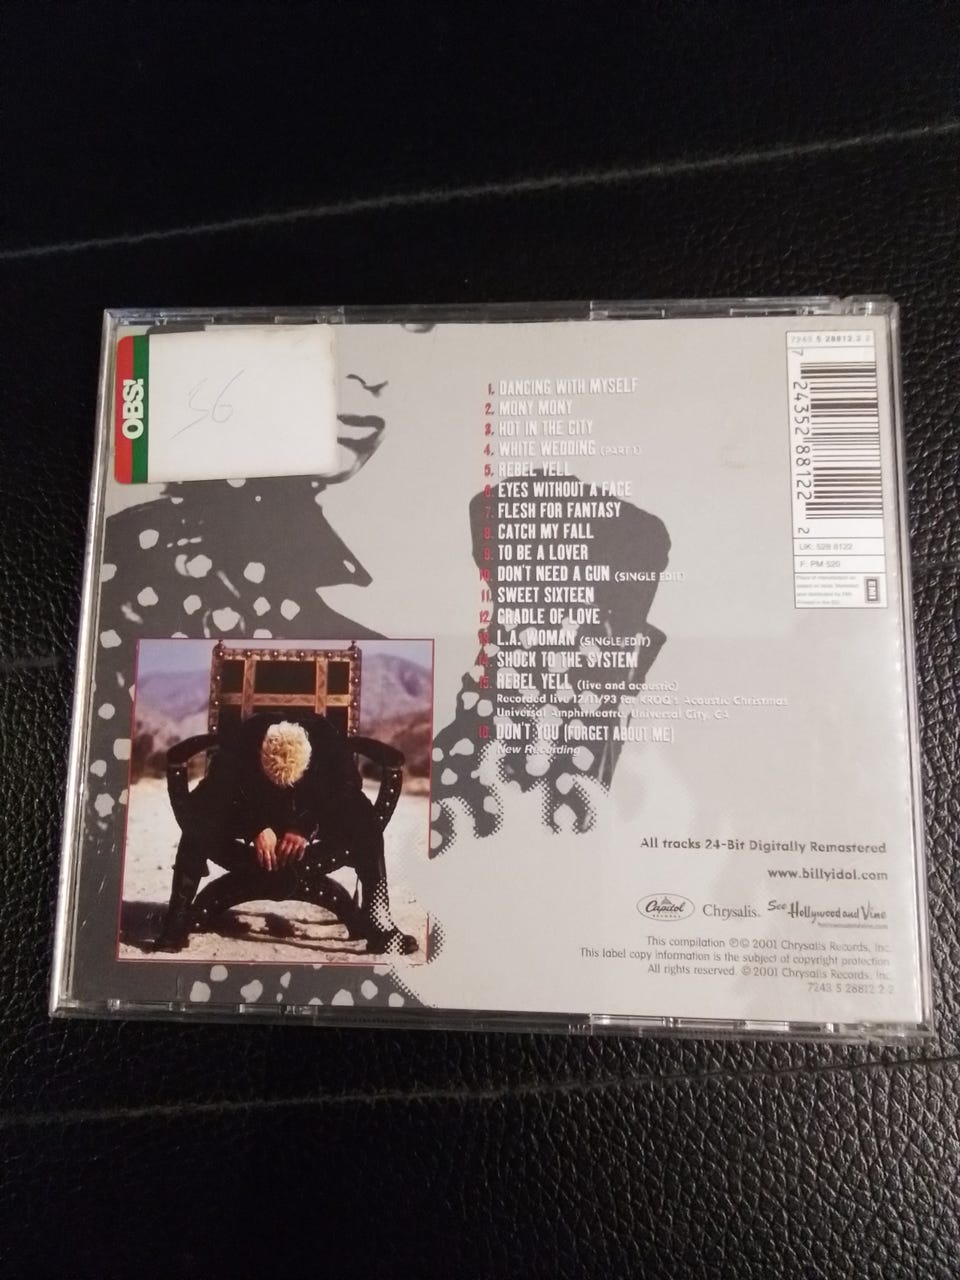 OBS!
36
1. DANCING WITH MYSELF
2. MONY MONY
3. HOT IN THE CITY
4. WHITE WEDDING (PART 1)
5. REBEL YELL
6. EYES WITHOUT A FACE
7. FLESH FOR FANTASY
8. CATCH MY FALL
9. TO BE A LOVER
10. DON'T NEED A GUN (SINGLE EDIT)
11. SWEET SIXTEEN
12. CRADLE OF LOVE
13. L.A. WOMAN (SINGLE EDIT)
14. SHOCK TO THE SYSTEM
15. REBEL YELL (live and acoustic)
Recorded live 12/11/93 for KROQ's Acoustic Christmas
Universal Amphitheatre, Universal City, CA
16. DON'T YOU (FORGET ABOUT ME)
New Recording
7243 5 28812 2 2
7 24352 88122 2
UK: 528 8122
F: PM 520
EMI
All tracks 24-Bit Digitally Remastered
www.billyidol.com
Capitol RECORDS Chrysalis. See Hollywood and Vine
This compilation ℗© 2001 Chrysalis Records, Inc.
This label copy information is the subject of copyright protection
All rights reserved. © 2001 Chrysalis Records, Inc.
7243 5 28812 2 2